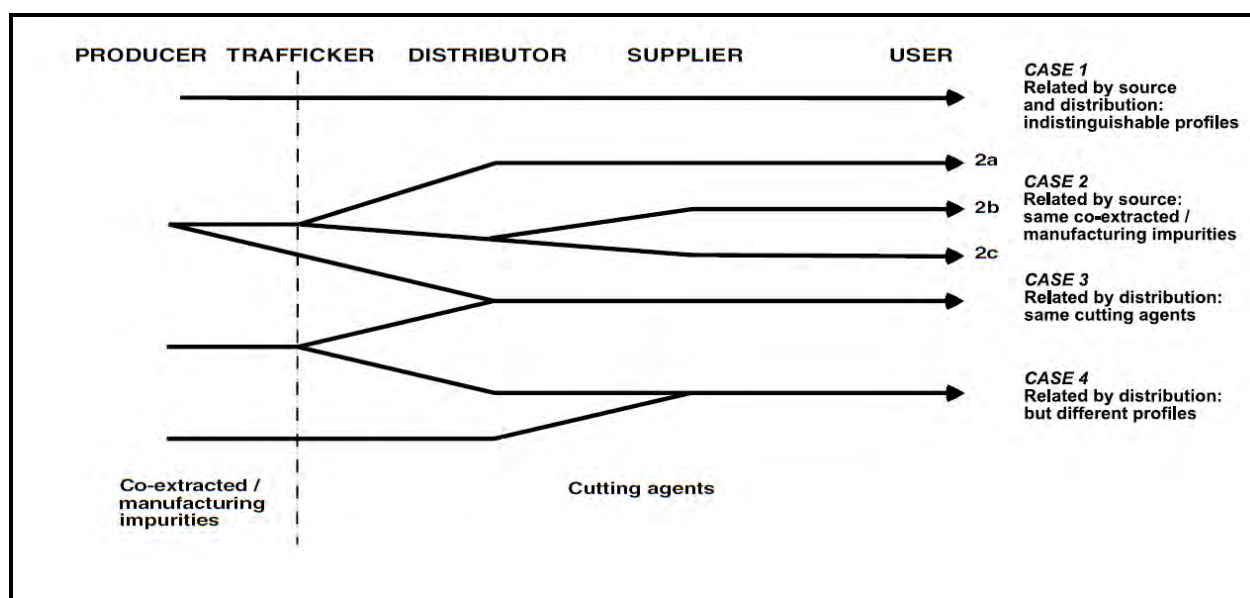 PRODUCER TRAFFICKER DISTRIBUTOR SUPPLIER USER
CASE 1
Related by source
and distribution:
indistinguishable profiles
2a
CASE 2
Related by source:
same co-extracted /
manufacturing impurities
2b
2c
CASE 3
Related by distribution:
same cutting agents
CASE 4
Related by distribution:
but different profiles
Co-extracted /
manufacturing
impurities
Cutting agents